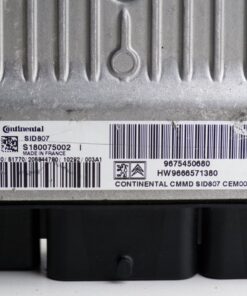 Continental
SID807
S180075002 I
MADE IN FRANCE
9675450680
HW9666571380
CONTINENTAL CMMD SID807 CEM00